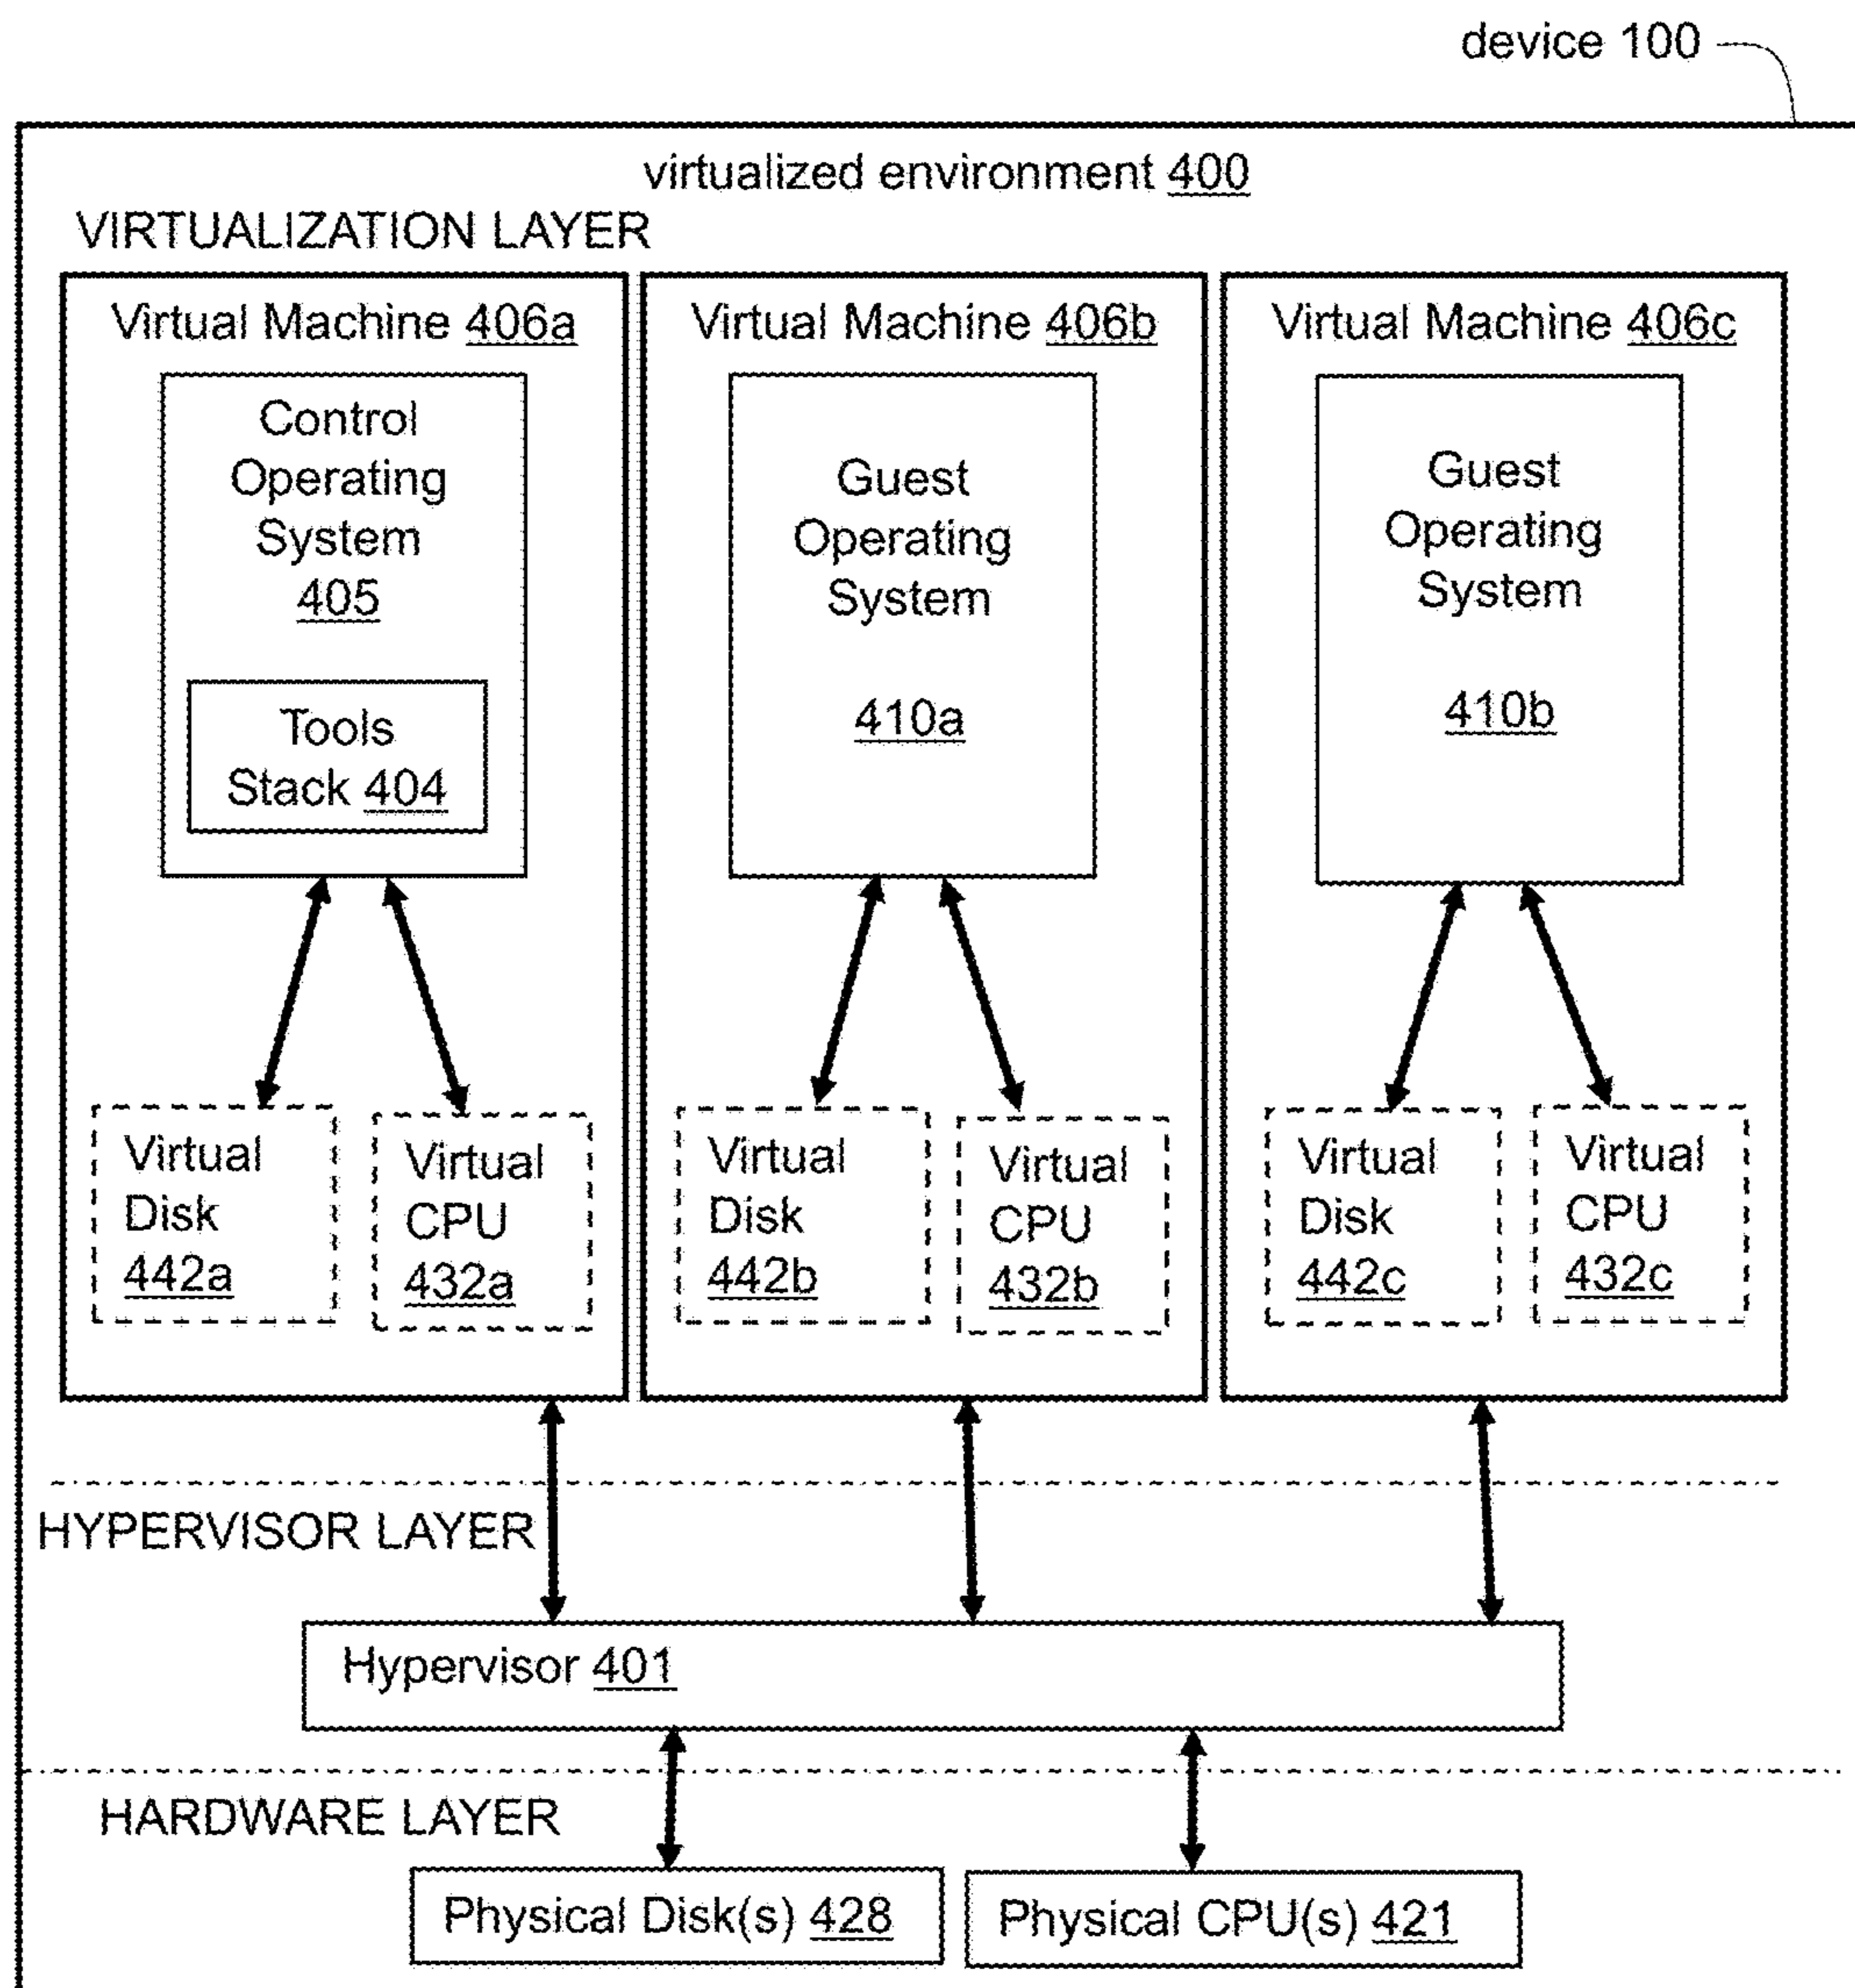 device 100
virtualized environment 400
VIRTUALIZATION LAYER
Virtual Machine 406a
Control
Operating
System
405
Tools
Stack 404
Virtual
Disk
442a
Virtual
CPU
432a
Virtual Machine 406b
Guest
Operating
System
410a
Virtual
Disk
442b
Virtual
CPU
432b
Virtual Machine 406c
Guest
Operating
System
410b
Virtual
Disk
442c
Virtual
CPU
432c
HYPERVISOR LAYER
Hypervisor 401
HARDWARE LAYER
Physical Disk(s) 428
Physical CPU(s) 421